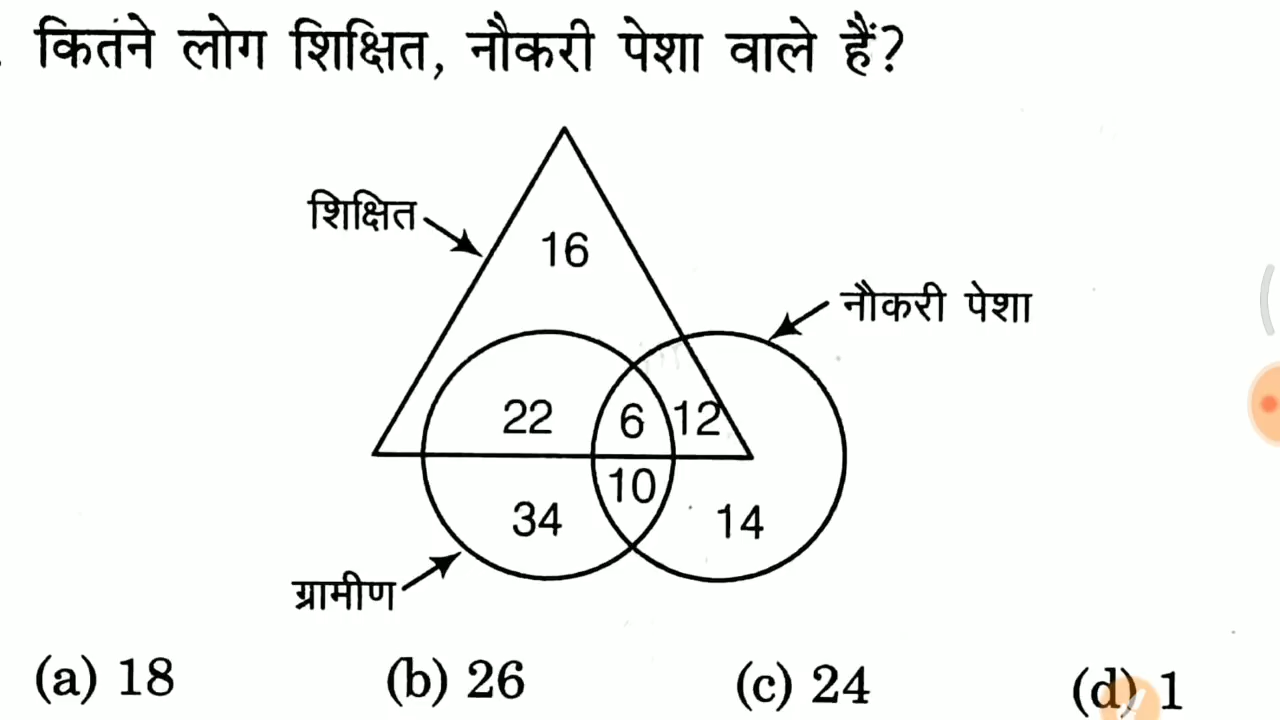 कितने लोग शिक्षित, नौकरी पेशा वाले हैं?
शिक्षित
16
नौकरी पेशा
22 6 12
10
34 14
ग्रामीण
(a) 18 (b) 26 (c) 24 (d) 1